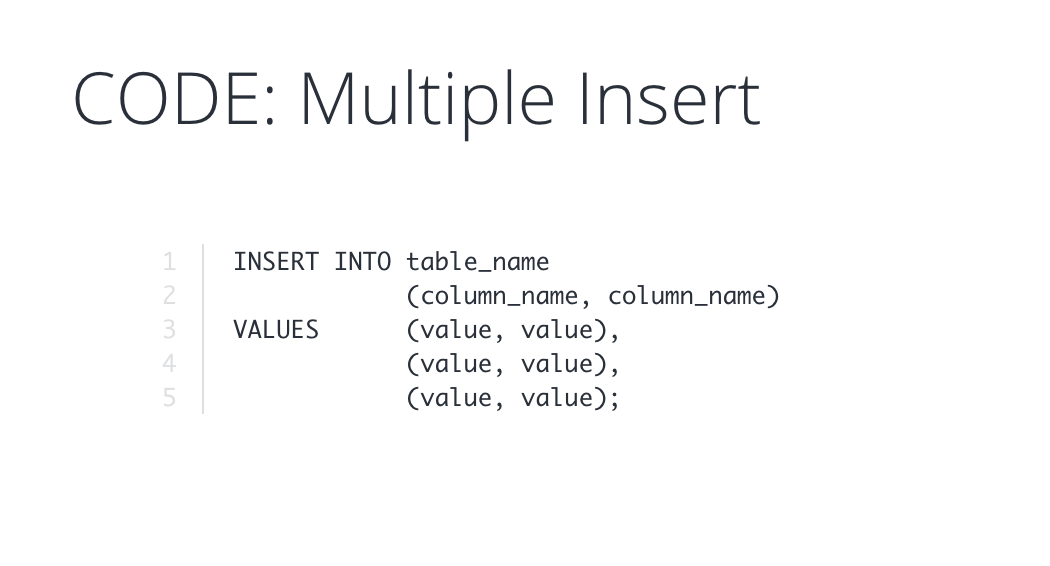 CODE: Multiple Insert
1 INSERT INTO table_name
2 (column_name, column_name)
3 VALUES (value, value),
4 (value, value),
5 (value, value);